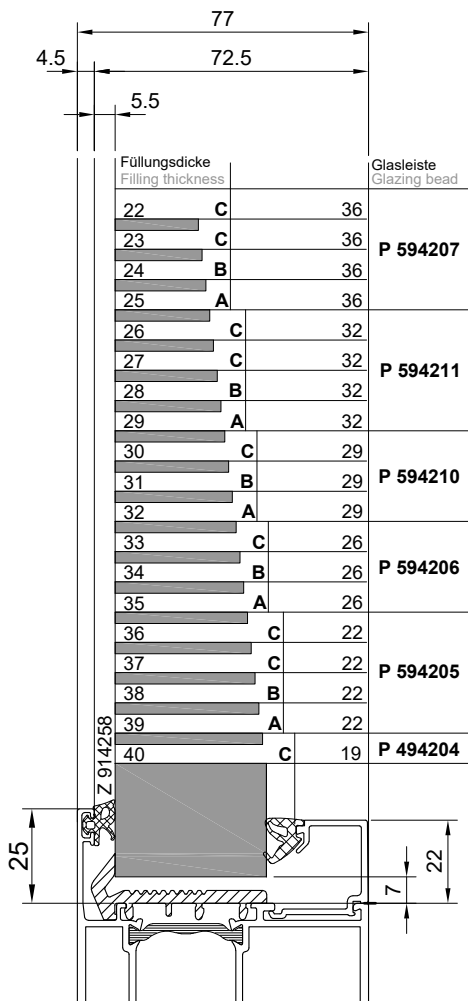 77
4.5 72.5
5.5
Füllungsdicke Glasleiste
Filling thickness Glazing bead
22 C 36
23 C 36
P 594207
24 B 36
25 A 36
26 C 32
27 C 32
P 594211
28 B 32
29 A 32
30 C 29
31 B 29
P 594210
32 A 29
33 C 26
34 B 26
P 594206
35 A 26
36 C 22
37 C 22
P 594205
38 B 22
39 A 22
40 C 19
P 494204
Z 914258
25
22
7